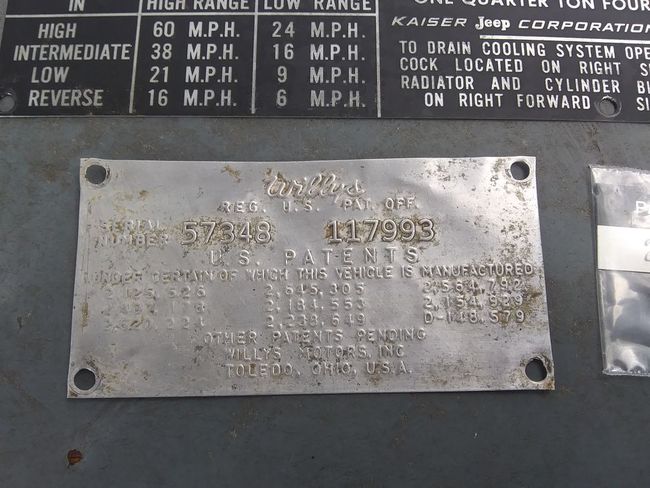 IN HIGH RANGE LOW RANGE
HIGH 60 M.P.H. 24 M.P.H.
INTERMEDIATE 38 M.P.H. 16 M.P.H.
LOW 21 M.P.H. 9 M.P.H.
REVERSE 16 M.P.H. 6 M.P.H.
ONE QUARTER TON FOUR
KAISER Jeep CORPORATION
TO DRAIN COOLING SYSTEM OPE
COCK LOCATED ON RIGHT S
RADIATOR AND CYLINDER B
ON RIGHT FORWARD SI
Willys
REG. U.S. PAT. OFF.
SERIAL NUMBER 57348 117993
U.S. PATENTS
UNDER CERTAIN OF WHICH THIS VEHICLE IS MANUFACTURED
2,645,305 2,564,792
2,184,553 2,154,929
2,238,649 D-148,579
OTHER PATENTS PENDING
WILLYS MOTORS, INC.
TOLEDO, OHIO, U.S.A.